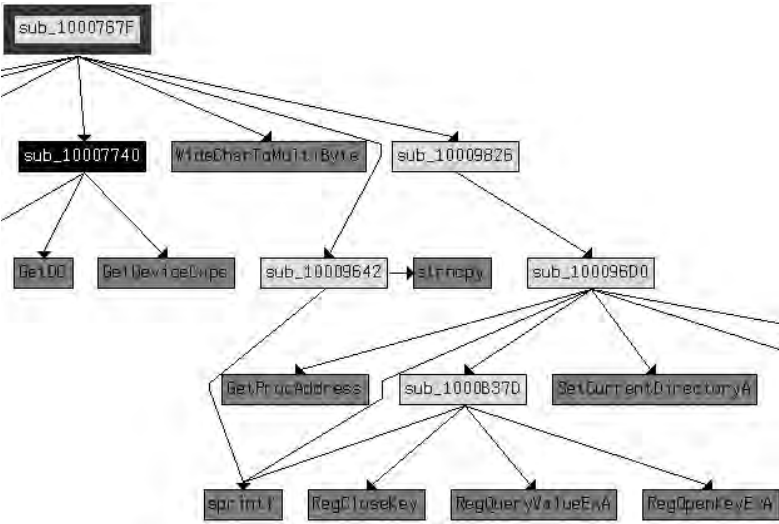 sub_1000767F
sub_10007740
WideCharToMultiByte
sub_10009826
GetDC
GetDeviceCaps
sub_10009642
strncpy
sub_100096D0
GetProcAddress
sub_1000B37D
SetCurrentDirectoryA
sprintf
RegCloseKey
RegQueryValueExA
RegOpenKeyExA